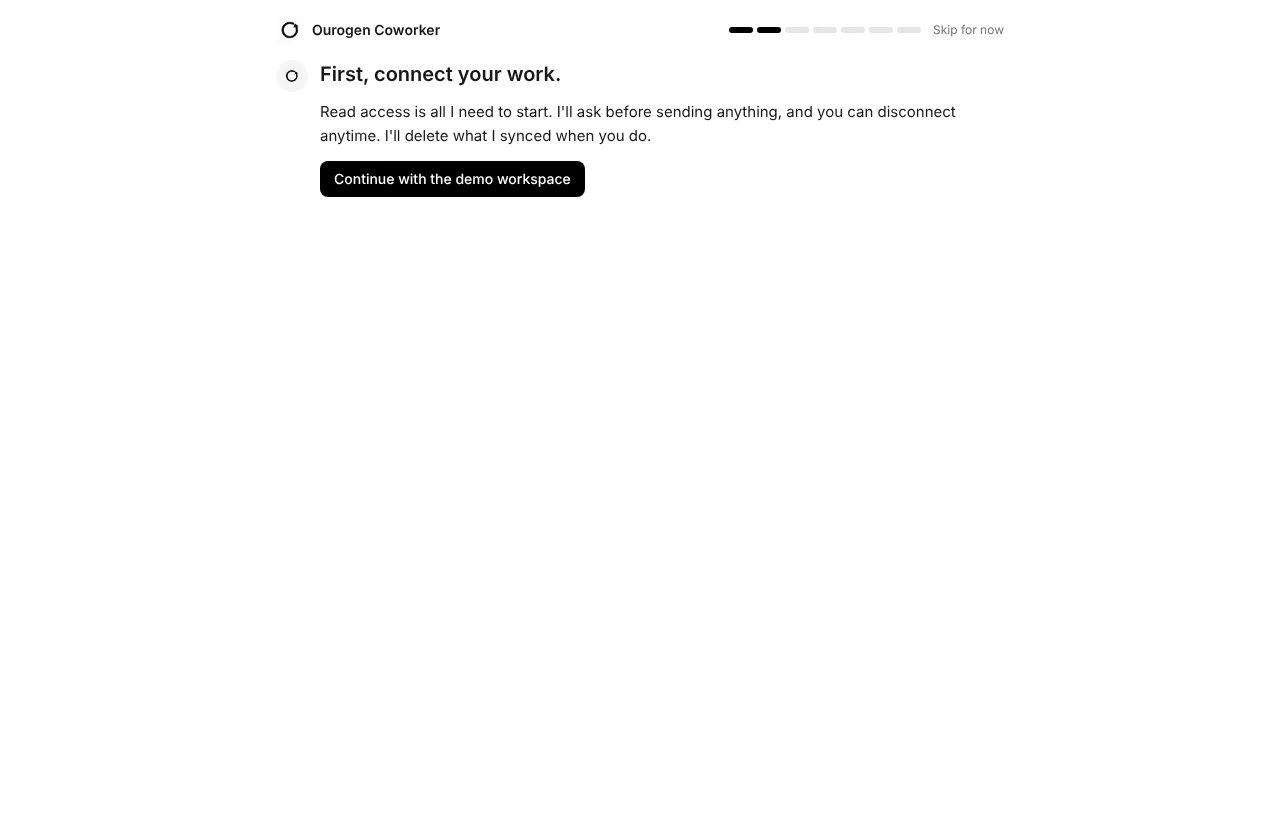 Ourogen Coworker
Skip for now
First, connect your work.
Read access is all I need to start. I'll ask before sending anything, and you can disconnect
anytime. I'll delete what I synced when you do.
Continue with the demo workspace